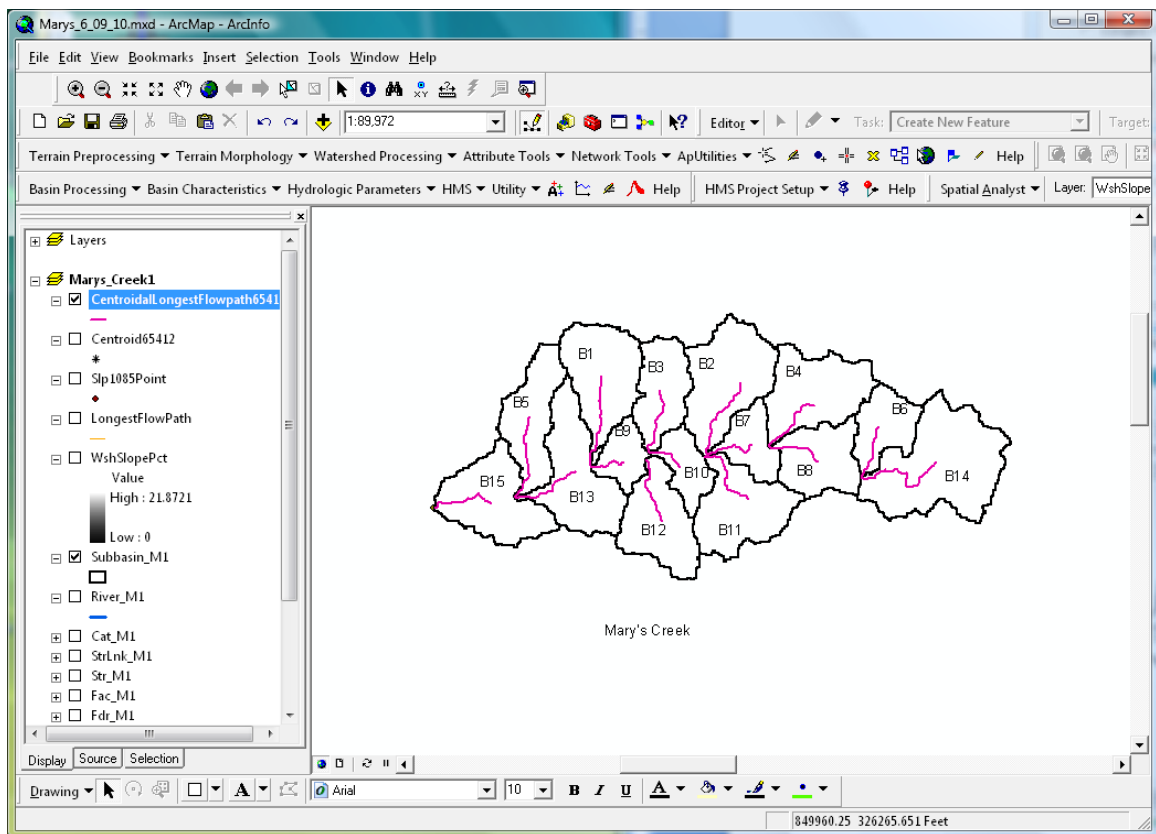 Marys_6_09_10.mxd - ArcMap - ArcInfo
File Edit View Bookmarks Insert Selection Tools Window Help
XY
1:89,972 Editor Task: Create New Feature Target:
Terrain Preprocessing Terrain Morphology Watershed Processing Attribute Tools Network Tools ApUtilities Help
Basin Processing Basin Characteristics Hydrologic Parameters HMS Utility Help HMS Project Setup Help Spatial Analyst Layer: WshSlope
Layers
Marys_Creek1
CentroidalLongestFlowpath6541
Centroid65412
Slp1085Point
LongestFlowPath
WshSlopePct
Value
High : 21.8721
Low : 0
Subbasin_M1
River_M1
Cat_M1
StrLnk_M1
Str_M1
Fac_M1
Fdr_M1
Display Source Selection
B1
B3
B2
B4
B5
B6
B7
B9
B8
B10
B14
B15
B13
B12
B11
Mary's Creek
Drawing A Arial 10 B I U A
849960.25 326265.651 Feet